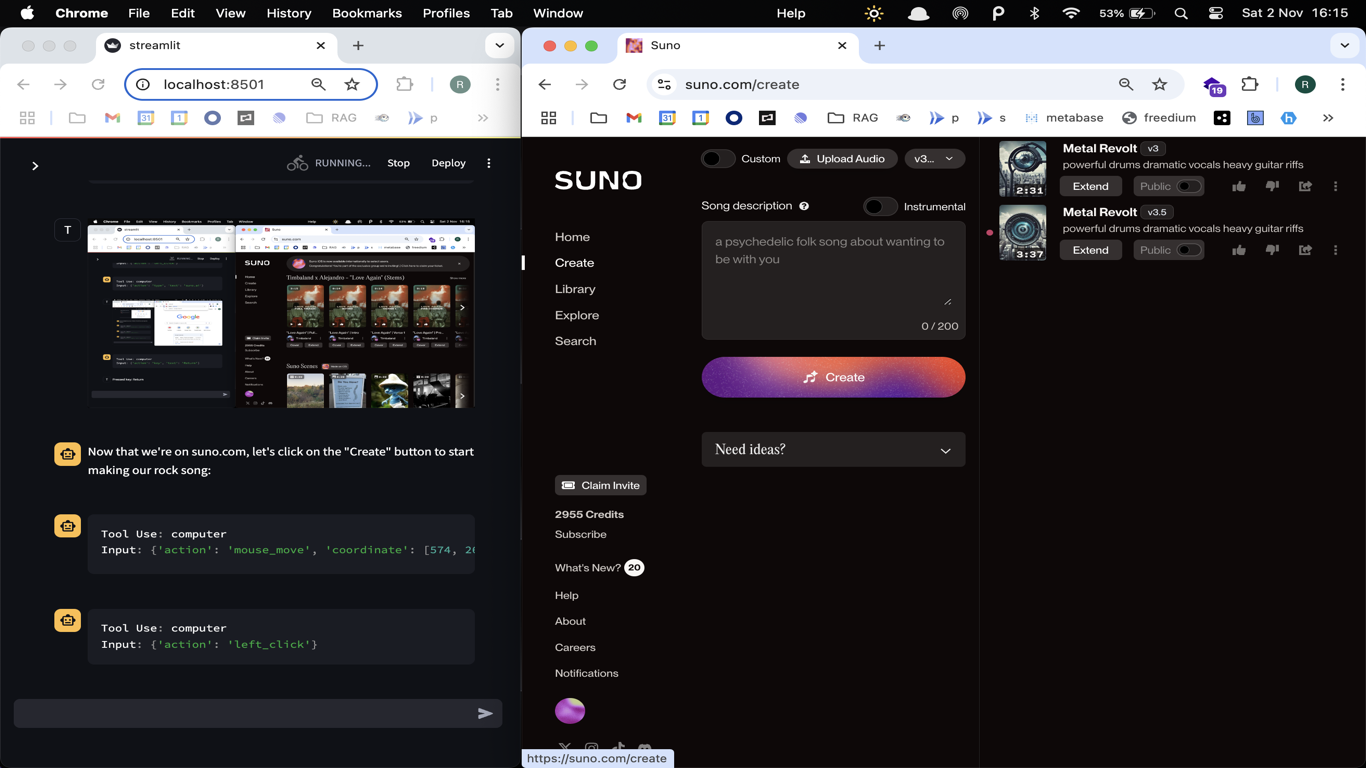 Chrome File Edit View History Bookmarks Profiles Tab Window Help 53% Sat 2 Nov 16:15
streamlit
localhost:8501
R
31 1 RAG p
RUNNING... Stop Deploy
T
Now that we're on suno.com, let's click on the "Create" button to start
making our rock song:
Tool Use: computer
Input: {'action': 'mouse_move', 'coordinate': [574, 26
Tool Use: computer
Input: {'action': 'left_click'}
Suno
suno.com/create
19 R
31 1 RAG p s metabase freedium
SUNO
Home
Create
Library
Explore
Search
Claim Invite
2955 Credits
Subscribe
What's New? 20
Help
About
Careers
Notifications
https://suno.com/create
Custom Upload Audio v3...
Song description Instrumental
a psychedelic folk song about wanting to
be with you
0 / 200
Create
Need ideas?
Metal Revolt v3
powerful drums dramatic vocals heavy guitar riffs
2:31
Extend Public
Metal Revolt v3.5
powerful drums dramatic vocals heavy guitar riffs
3:37
Extend Public